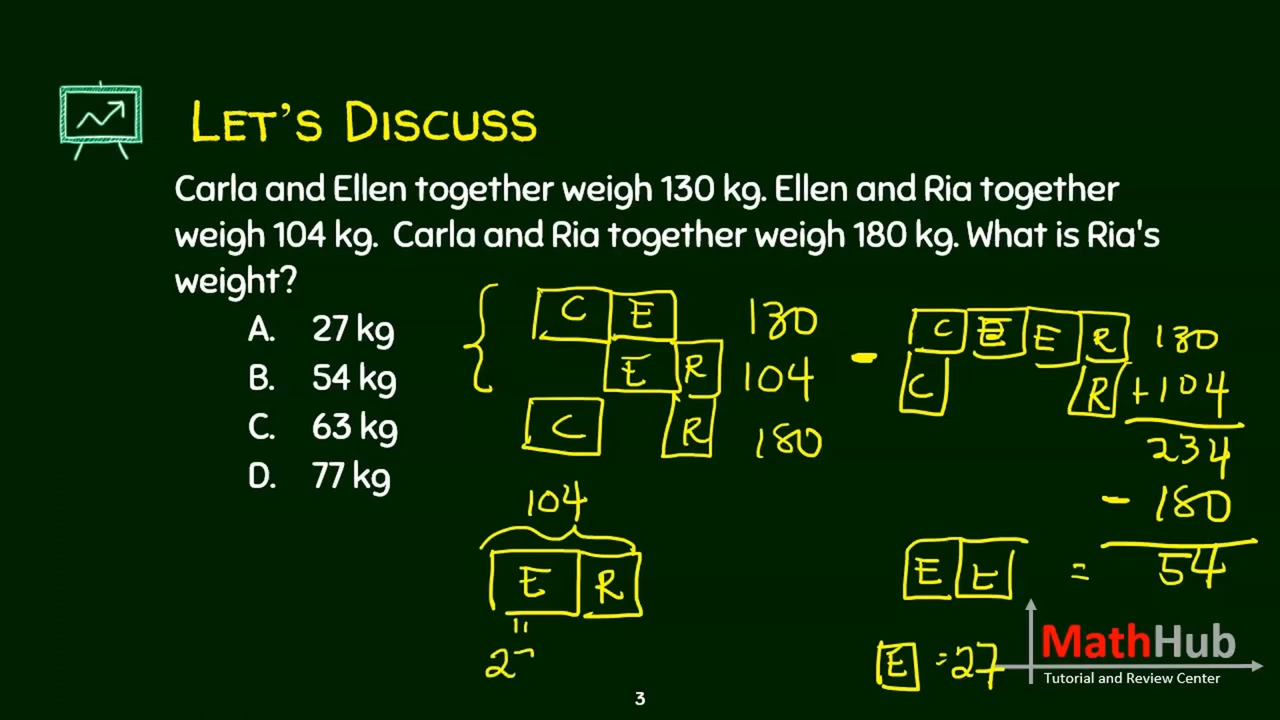 LET'S DISCUSS
Carla and Ellen together weigh 130 kg. Ellen and Ria together
weigh 104 kg. Carla and Ria together weigh 180 kg. What is Ria's
weight?
A. 27 kg
B. 54 kg
C. 63 kg
D. 77 kg
C E 130
E R 104
C R 180
- C E E R 130
C R +104
234
- 180
E E = 54
E = 27
104
E R
"
27
MathHub
Tutorial and Review Center
3